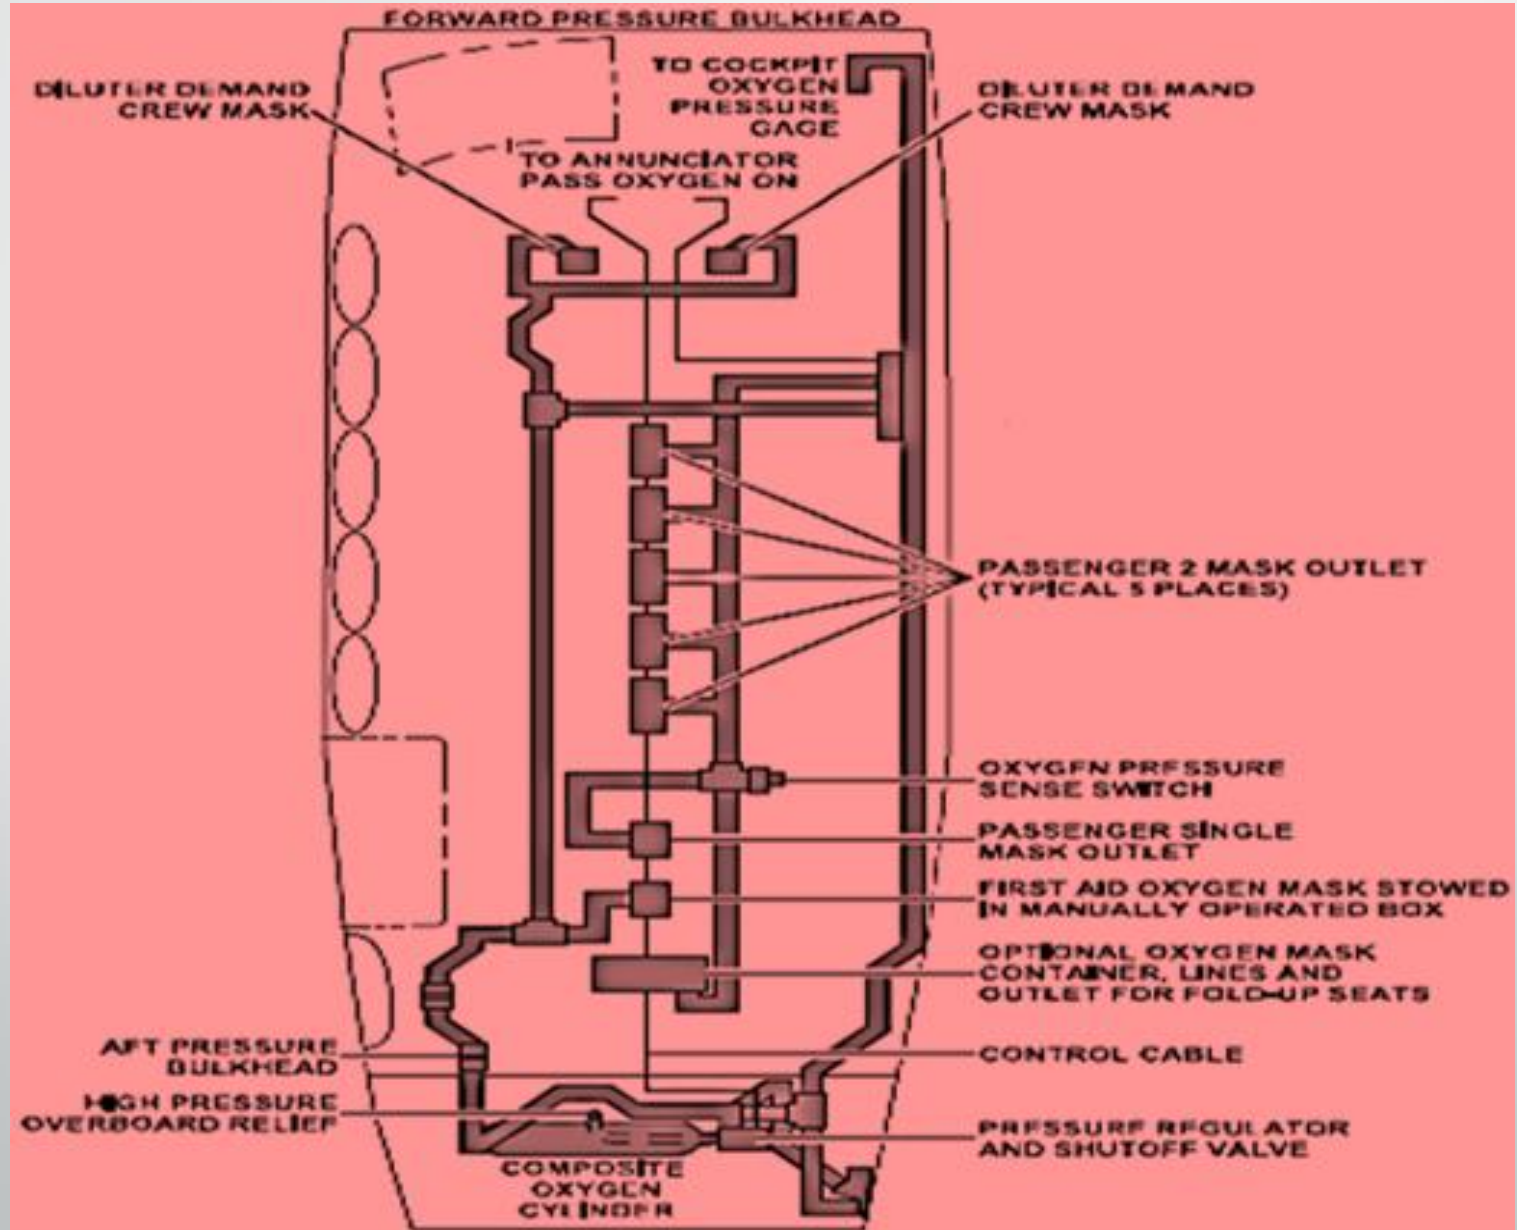 FORWARD PRESSURE BULKHEAD
DILUTER DEMAND
CREW MASK
TO COCKPIT
OXYGEN
PRESSURE
GAGE
DILUTER DEMAND
CREW MASK
TO ANNUNCIATOR
PASS OXYGEN ON
PASSENGER 2 MASK OUTLET
(TYPICAL 5 PLACES)
OXYGEN PRESSURE
SENSE SWITCH
PASSENGER SINGLE
MASK OUTLET
FIRST AID OXYGEN MASK STOWED
IN MANUALLY OPERATED BOX
OPTIONAL OXYGEN MASK
CONTAINER, LINES AND
OUTLET FOR FOLD-UP SEATS
AFT PRESSURE
BULKHEAD
CONTROL CABLE
HIGH PRESSURE
OVERBOARD RELIEF
PRESSURE REGULATOR
AND SHUTOFF VALVE
COMPOSITE
OXYGEN
CYLINDER